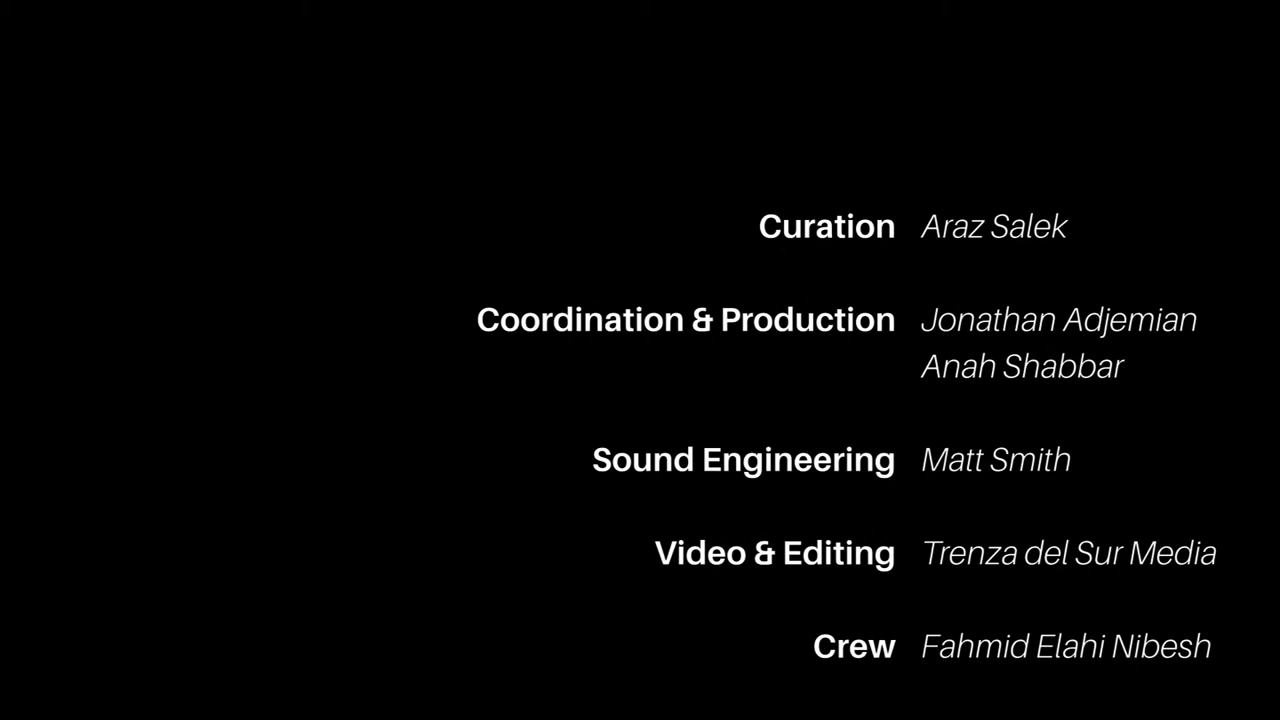 Curation Araz Salek
Coordination & Production Jonathan Adjemian
Anah Shabbar
Sound Engineering Matt Smith
Video & Editing Trenza del Sur Media
Crew Fahmid Elahi Nibesh